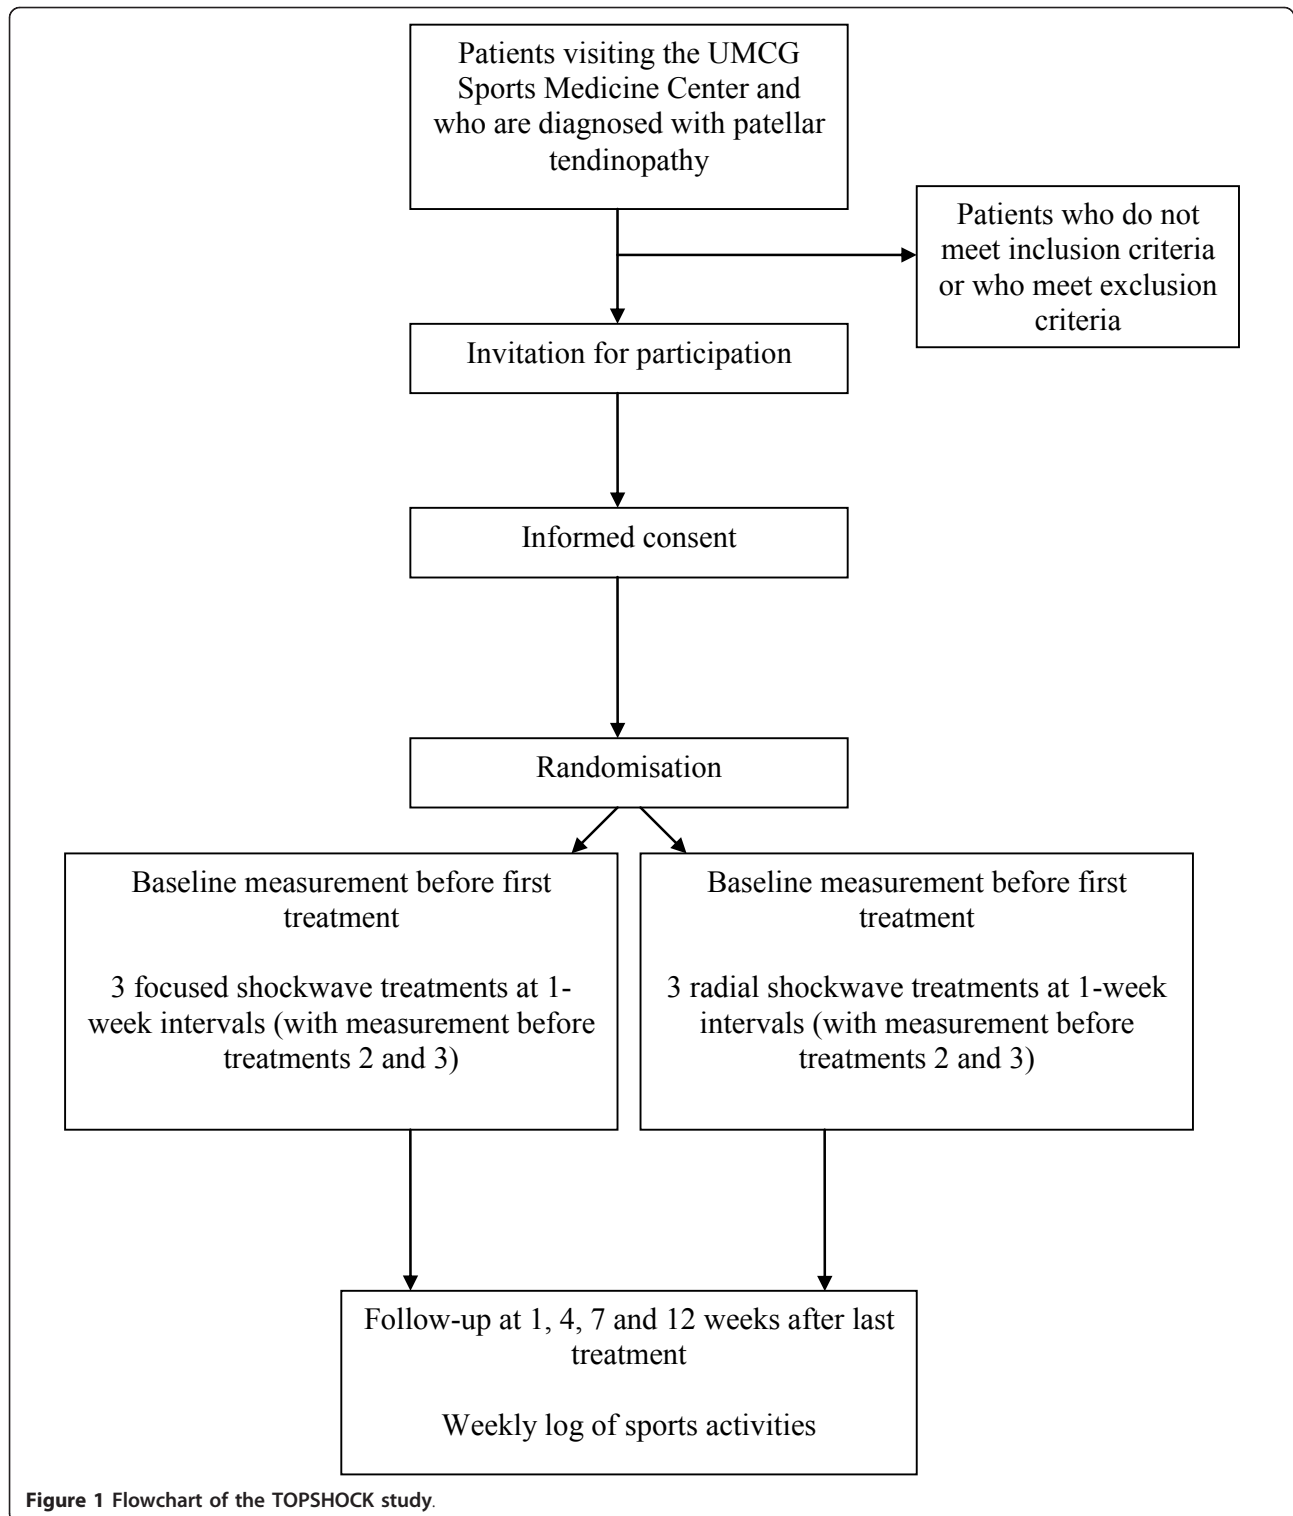 Patients visiting the UMCG
Sports Medicine Center and
who are diagnosed with patellar
tendinopathy
Patients who do not
meet inclusion criteria
or who meet exclusion
criteria
Invitation for participation
Informed consent
Randomisation
Baseline measurement before first
treatment
3 focused shockwave treatments at 1-
week intervals (with measurement before
treatments 2 and 3)
Baseline measurement before first
treatment
3 radial shockwave treatments at 1-week
intervals (with measurement before
treatments 2 and 3)
Follow-up at 1, 4, 7 and 12 weeks after last
treatment
Weekly log of sports activities
Figure 1 Flowchart of the TOPSHOCK study.